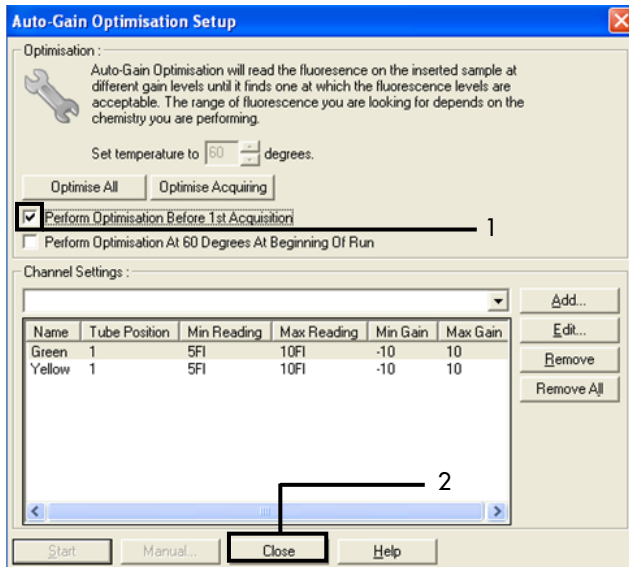 Auto-Gain Optimisation Setup
Optimisation :
Auto-Gain Optimisation will read the fluoresence on the inserted sample at
different gain levels until it finds one at which the fluorescence levels are
acceptable. The range of fluorescence you are looking for depends on the
chemistry you are performing.
Set temperature to 60 degrees.
Optimise All Optimise Acquiring
Perform Optimisation Before 1st Acquisition 1
Perform Optimisation At 60 Degrees At Beginning Of Run
Channel Settings :
Add...
Name Tube Position Min Reading Max Reading Min Gain Max Gain Edit...
Green 1 5Fl 10Fl -10 10
Yellow 1 5Fl 10Fl -10 10 Remove
Remove All
2
Start Manual... Close Help